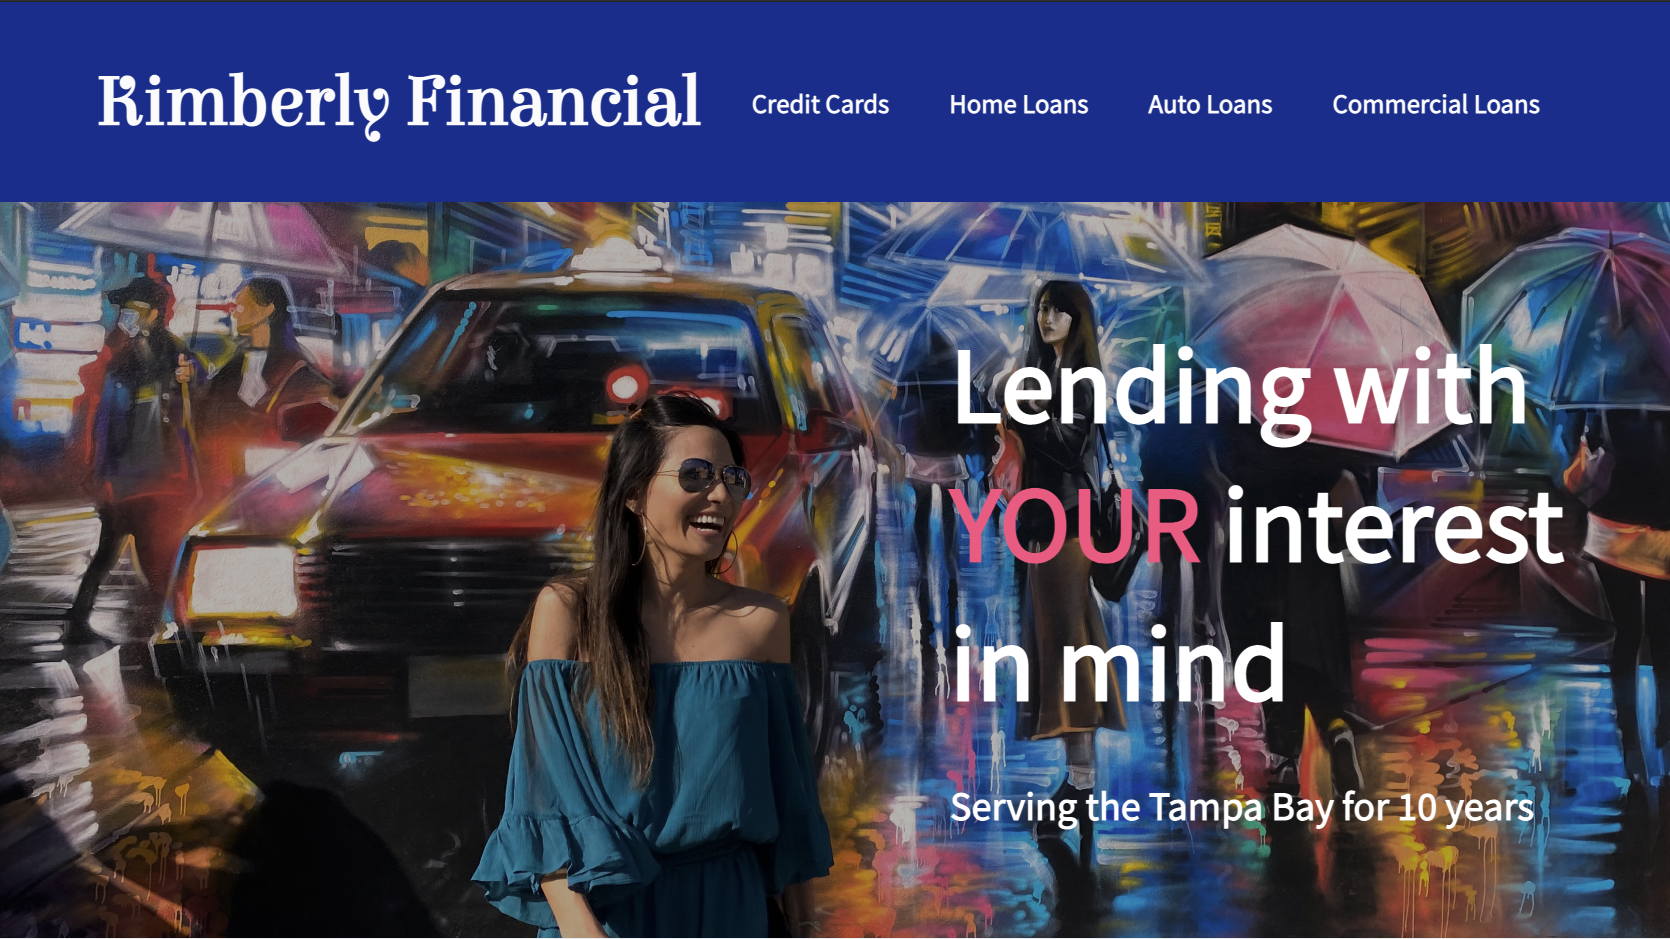 Kimberly Financial
Credit Cards
Home Loans
Auto Loans
Commercial Loans
Lending with
YOUR interest
in mind
Serving the Tampa Bay for 10 years